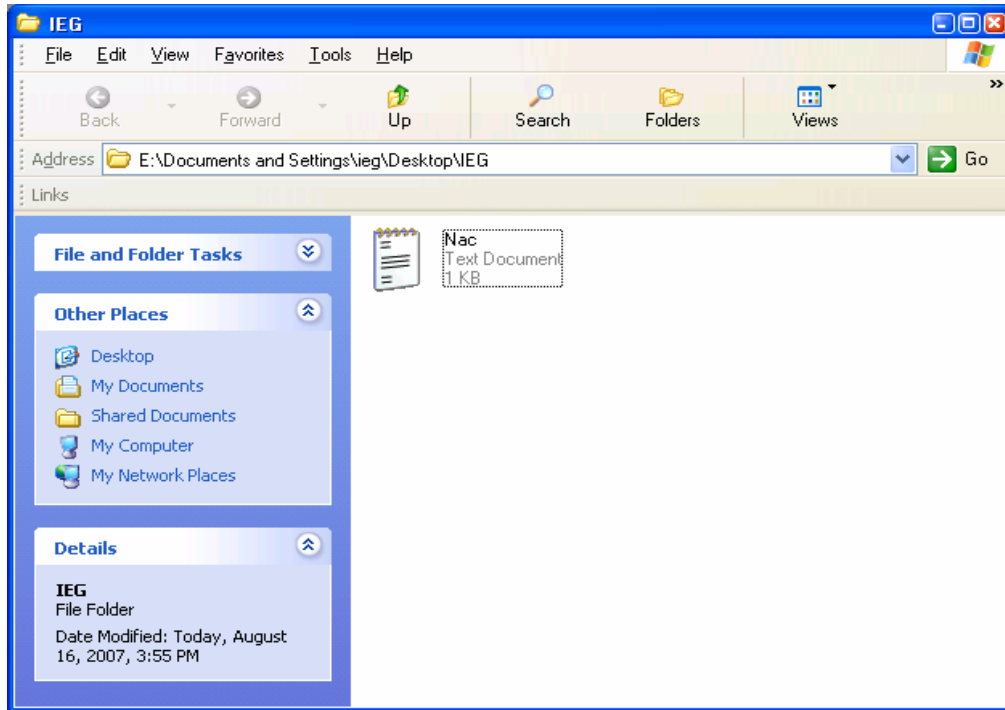 IEG
File Edit View Favorites Tools Help
Back Forward Up Search Folders Views »
Address E:\Documents and Settings\ieg\Desktop\IEG Go
Links
File and Folder Tasks
Other Places
Desktop
My Documents
Shared Documents
My Computer
My Network Places
Details
IEG
File Folder
Date Modified: Today, August
16, 2007, 3:55 PM
Nac
Text Document
1 KB